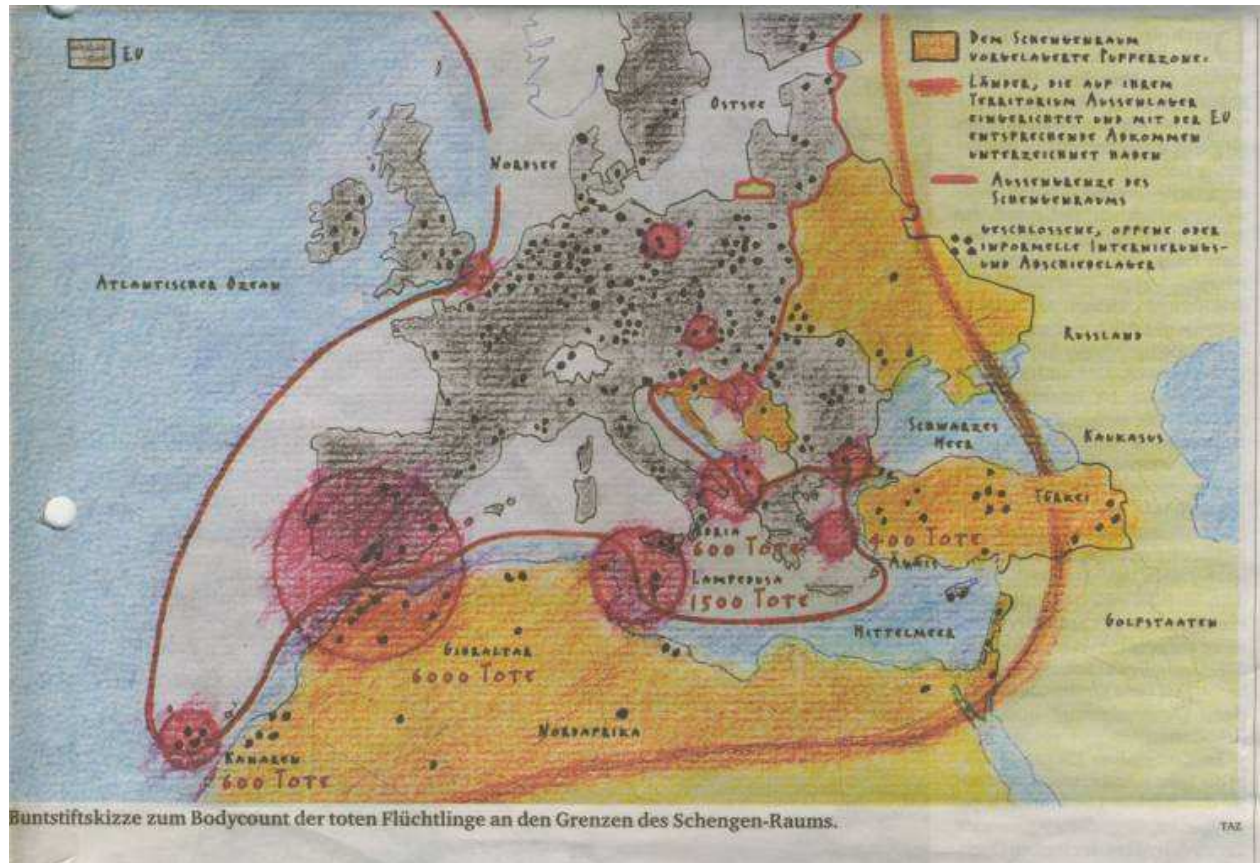 EU
DEM SCHENGENRAUM
VORGELAGERTE PUFFERZONE.
LÄNDER, DIE AUF IHREM
TERRITORIUM AUSSENLAGER
EINGERICHTET UND MIT DER EU
ENTSPRECHENDE ABKOMMEN
UNTERZEICHNET HABEN
AUSSENGRENZE DES
SCHENGENRAUMS
GESCHLOSSENE, OFFENE ODER
INFORMELLE INTERNIERUNGS-
UND ABSCHIEBELAGER
OSTSEE
NORDSEE
ATLANTISCHER OZEAN
RUSSLAND
SCHWARZES
MEER
KAUKASUS
TÜRKEI
ADRIA
600 TOTE
400 TOTE
ÄGÄIS
LAMPEDUSA
1500 TOTE
MITTELMEER
GOLFSTAATEN
GIBRALTAR
6000 TOTE
NORDAFRIKA
KANAREN
600 TOTE
Buntstiftskizze zum Bodycount der toten Flüchtlinge an den Grenzen des Schengen-Raums.
TAZ